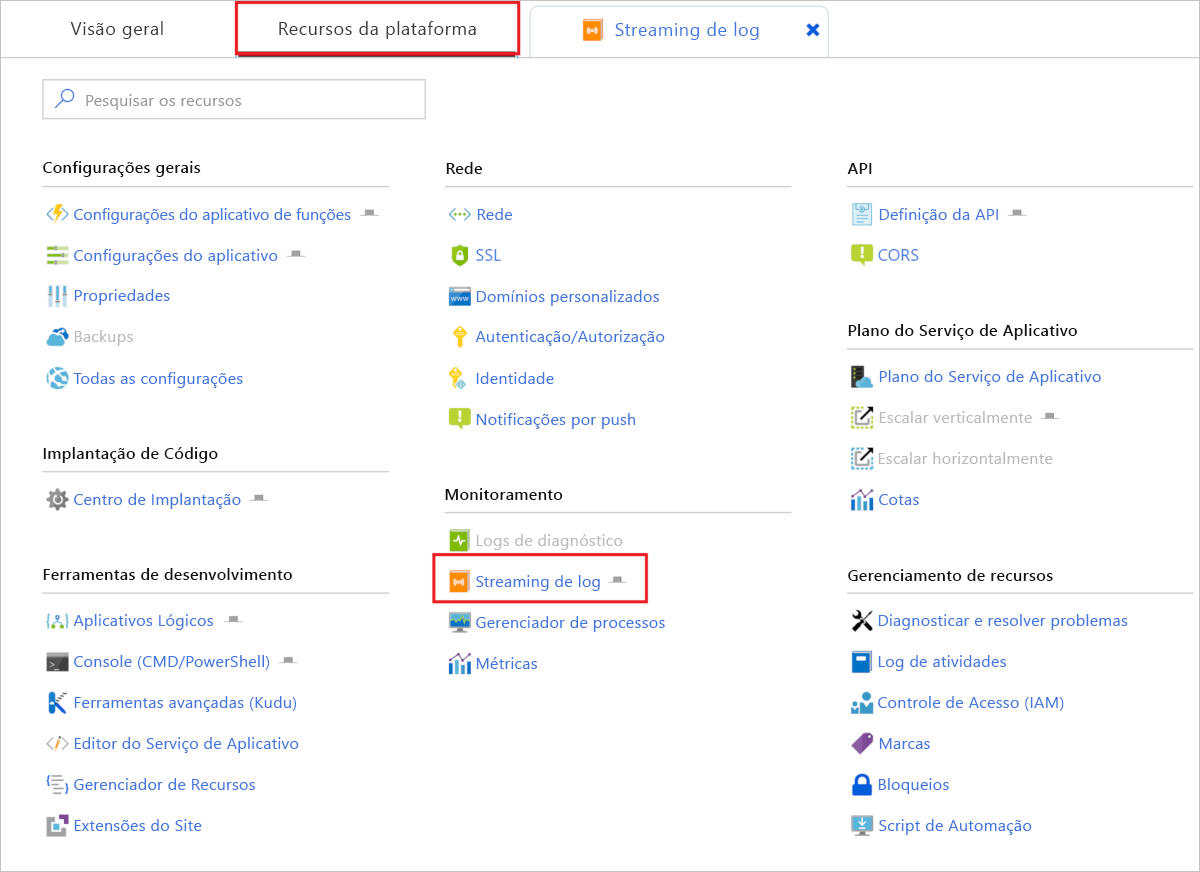 Visão geral
Recursos da plataforma
Streaming de log
Pesquisar os recursos
Configurações gerais
Configurações do aplicativo de funções
Configurações do aplicativo
Propriedades
Backups
Todas as configurações
Implantação de Código
Centro de Implantação
Ferramentas de desenvolvimento
Aplicativos Lógicos
Console (CMD/PowerShell)
Ferramentas avançadas (Kudu)
Editor do Serviço de Aplicativo
Gerenciador de Recursos
Extensões do Site
Rede
Rede
SSL
www
Domínios personalizados
Autenticação/Autorização
Identidade
Notificações por push
Monitoramento
Logs de diagnóstico
Streaming de log
Gerenciador de processos
Métricas
API
Definição da API
CORS
Plano do Serviço de Aplicativo
Plano do Serviço de Aplicativo
Escalar verticalmente
Escalar horizontalmente
Cotas
Gerenciamento de recursos
Diagnosticar e resolver problemas
Log de atividades
Controle de Acesso (IAM)
Marcas
Bloqueios
Script de Automação